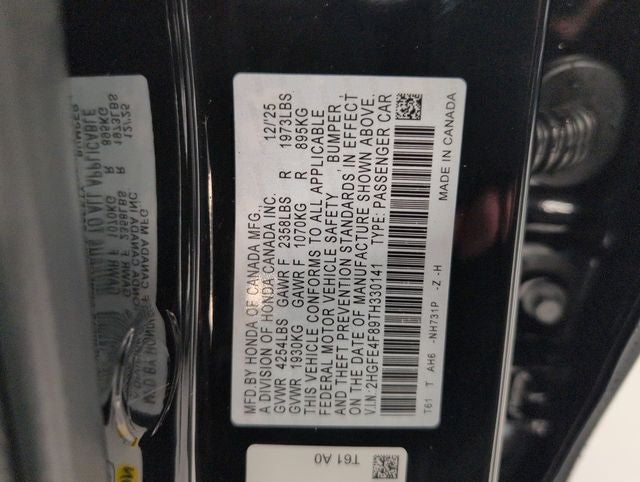 MFD.BY HONDA OF CANADA MFG. 12/'25
A DIVISION OF HONDA CANADA INC.
GVWR 4254LBS GAWR F 2358LBS R 1973LBS
GVWR 1930KG GAWR F 1070KG R 895KG
THIS VEHICLE CONFORMS TO ALL APPLICABLE
FEDERAL MOTOR VEHICLE SAFETY , BUMPER ,
AND THEFT PREVENTION STANDARDS IN EFFECT
ON THE DATE OF MANUFACTURE SHOWN ABOVE.
V.I.N. 2HGFE4F897TH330141 TYPE: PASSENGER CAR
T61 T AH6 -NH731P -Z -H
MADE IN CANADA
T61 A0